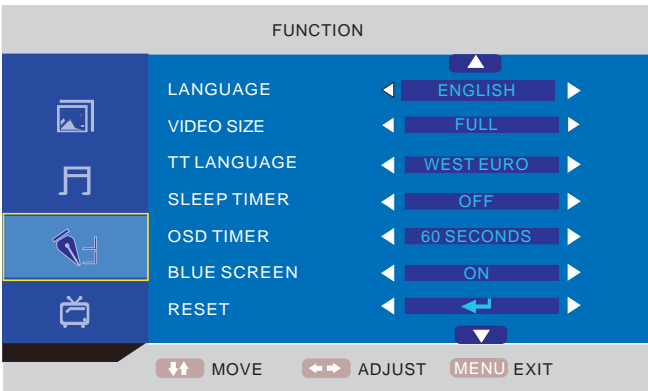 FUNCTION
LANGUAGE ENGLISH
VIDEO SIZE FULL
TT LANGUAGE WEST EURO
SLEEP TIMER OFF
OSD TIMER 60 SECONDS
BLUE SCREEN ON
RESET
MOVE ADJUST MENU EXIT